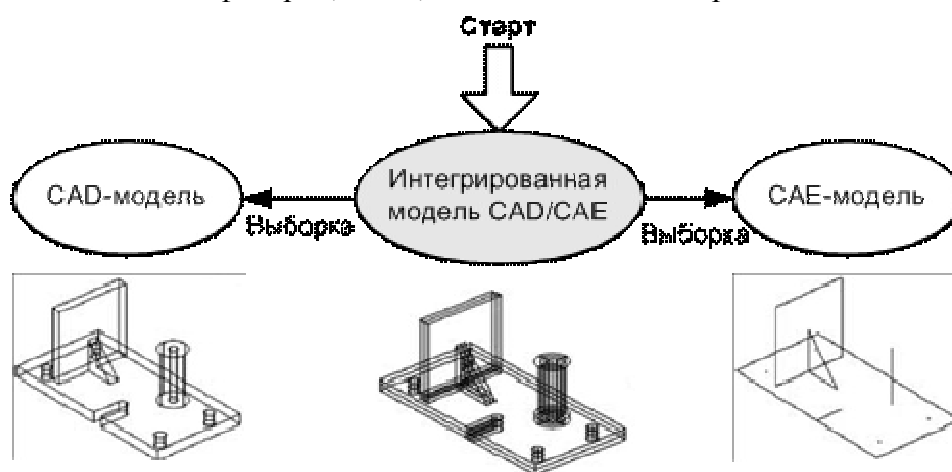 Старт
CAD-модель
Интегрированная
модель CAD/CAE
CAE-модель
Выборка
Выборка